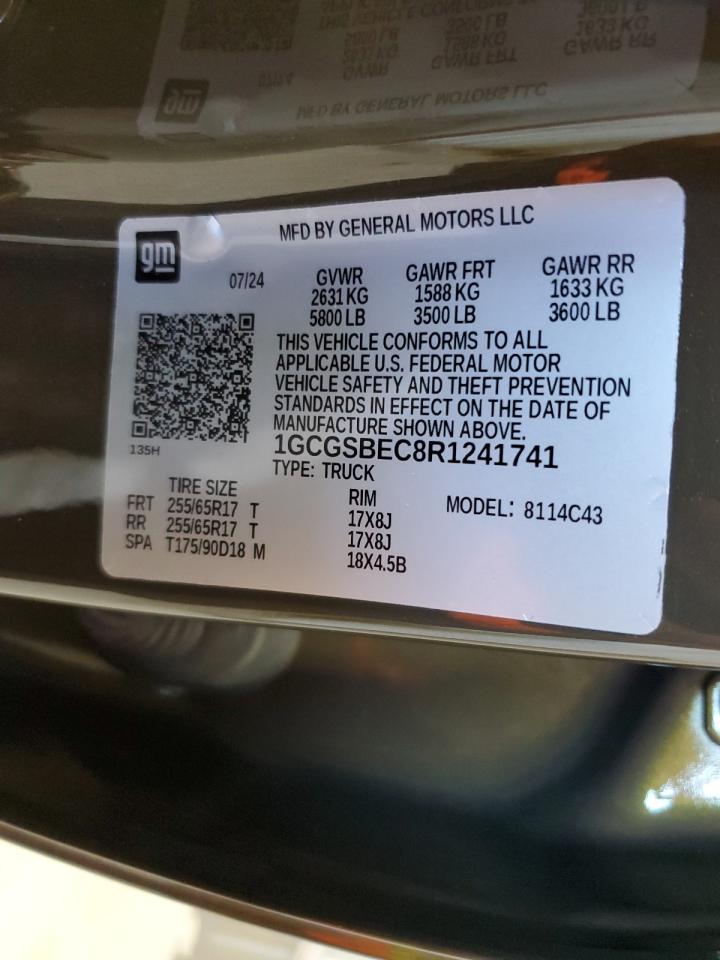 MFD BY GENERAL MOTORS LLC
gm
07/24
GVWR GAWR FRT GAWR RR
2631 KG 1588 KG 1633 KG
5800 LB 3500 LB 3600 LB
THIS VEHICLE CONFORMS TO ALL
APPLICABLE U.S. FEDERAL MOTOR
VEHICLE SAFETY AND THEFT PREVENTION
STANDARDS IN EFFECT ON THE DATE OF
MANUFACTURE SHOWN ABOVE.
135H
1GCGSBEC8R1241741
TYPE: TRUCK
TIRE SIZE RIM MODEL: 8114C43
FRT 255/65R17 T 17X8J
RR 255/65R17 T 17X8J
SPA T175/90D18 M 18X4.5B